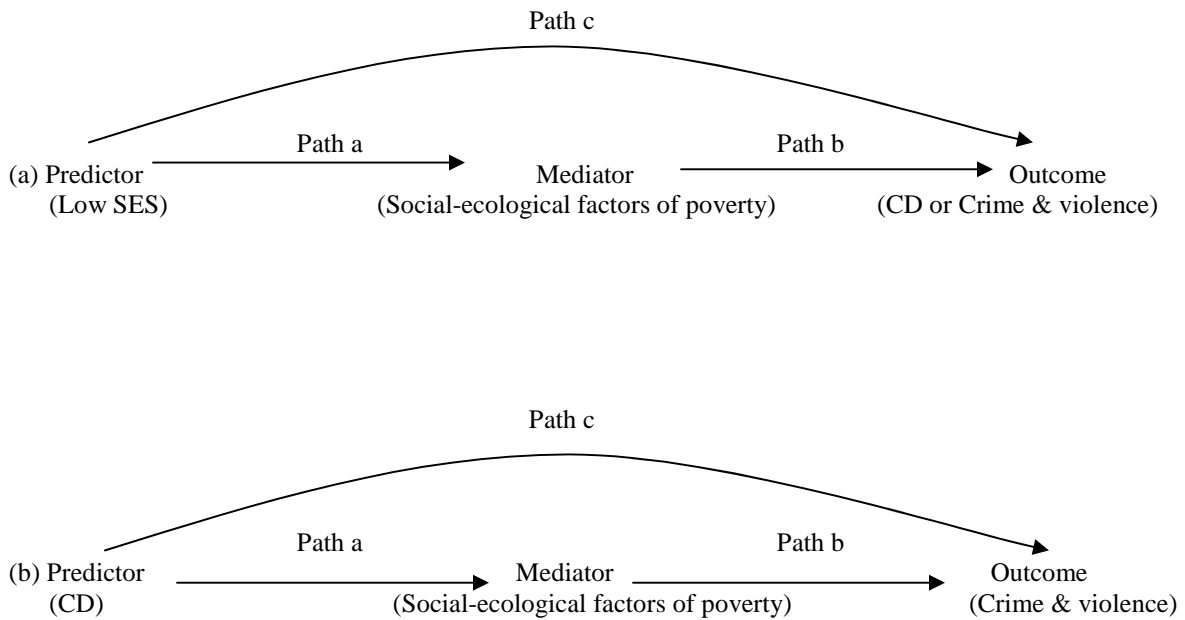 Path c
Path a Path b
(a) Predictor Mediator Outcome
(Low SES) (Social-ecological factors of poverty) (CD or Crime & violence)
Path c
Path a Path b
(b) Predictor Mediator Outcome
(CD) (Social-ecological factors of poverty) (Crime & violence)